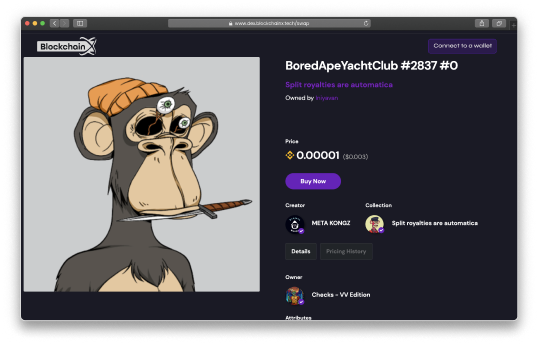 www.dex.blockchainx.tech/swap
BlockchainX
Connect to a wallet
BoredApeYachtClub #2837 #0
Split royalties are automatica
Owned by
Price
0.00001 ($0.003)
Buy Now
Creator
Collection
META KONGZ
Split royalties are automatica
Details
Pricing History
Owner
Checks - VV Edition
Attributes